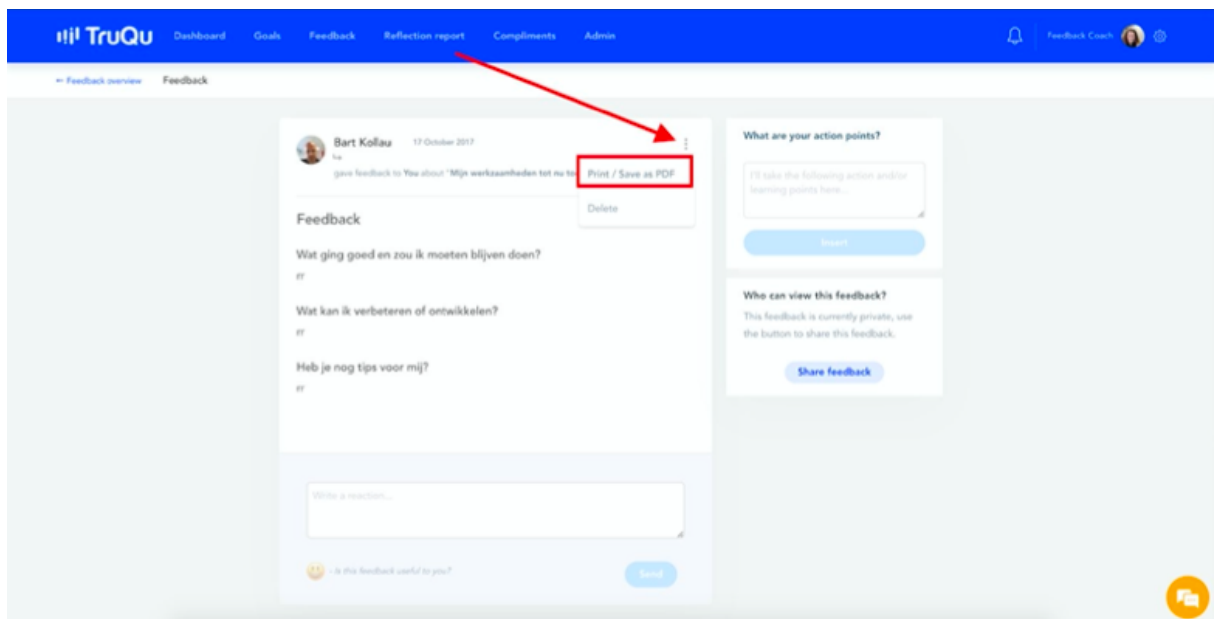 TruQu Dashboard Goals Feedback Reflection report Compliments Admin Feedback Coach
← Feedback overview Feedback
Bart Kollau 17 October 2017
gave feedback to You about "Mijn werkzaamheden tot nu to
Print / Save as PDF
Delete
Feedback
Wat ging goed en zou ik moeten blijven doen?
rr
Wat kan ik verbeteren of ontwikkelen?
rr
Heb je nog tips voor mij?
rr
Write a reaction...
- Is this feedback useful to you?
Send
What are your action points?
I'll take the following action and/or
learning points here...
Insert
Who can view this feedback?
This feedback is currently private, use
the button to share this feedback.
Share feedback